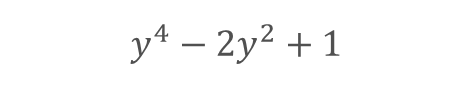 y⁴ − 2y² + 1